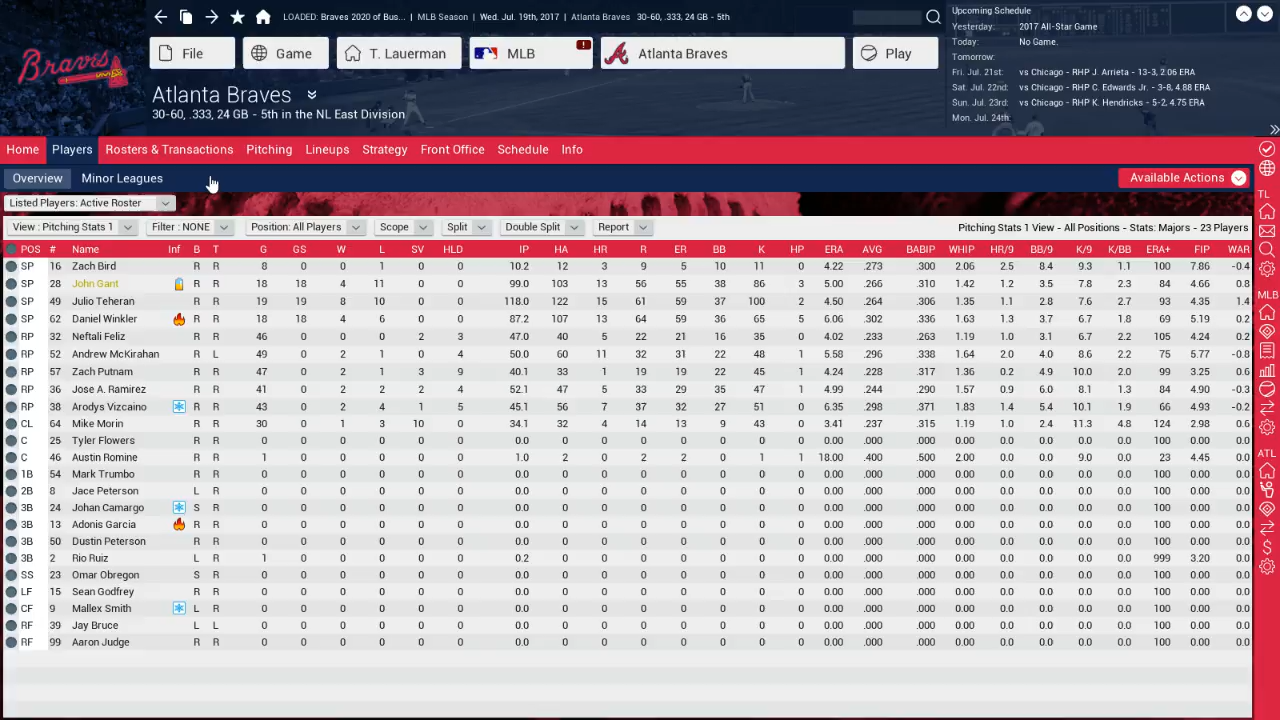 LOADED: Braves 2020 of Bus... | MLB Season | Wed. Jul. 19th, 2017 | Atlanta Braves 30-60, .333, 24 GB - 5th
Upcoming Schedule
Yesterday: 2017 All-Star Game
Today: No Game.
Tomorrow:
Fri. Jul. 21st: vs Chicago - RHP J. Arrieta - 13-3, 2.06 ERA
Sat. Jul. 22nd: vs Chicago - RHP C. Edwards Jr. - 3-8, 4.88 ERA
Sun. Jul. 23rd: vs Chicago - RHP K. Hendricks - 5-2, 4.75 ERA
Mon. Jul. 24th:
Braves
File Game T. Lauerman MLB Atlanta Braves Play
Atlanta Braves
30-60, .333, 24 GB - 5th in the NL East Division
Home Players Rosters & Transactions Pitching Lineups Strategy Front Office Schedule Info
Overview Minor Leagues Available Actions
Listed Players: Active Roster
View : Pitching Stats 1 Filter : NONE Position: All Players Scope Split Double Split Report Pitching Stats 1 View - All Positions - Stats: Majors - 23 Players
POS # Name Inf B T G GS W L SV HLD IP HA HR R ER BB K HP ERA AVG BABIP WHIP HR/9 BB/9 K/9 K/BB ERA+ FIP WAR
SP 16 Zach Bird R R 8 0 0 1 0 0 10.2 12 3 9 5 10 11 0 4.22 .273 .300 2.06 2.5 8.4 9.3 1.1 100 7.86 -0.4
SP 28 John Gant R R 18 18 4 11 0 0 99.0 103 13 56 55 38 86 0 5.00 .266 .310 1.42 1.2 3.5 7.8 2.3 84 4.66 0.8
SP 49 Julio Teheran R R 19 19 8 10 0 0 118.0 122 15 61 59 37 100 2 4.50 .264 .306 1.35 1.1 2.8 7.6 2.7 93 4.35 1.4
SP 62 Daniel Winkler R R 18 18 4 6 0 0 87.2 107 13 64 59 36 65 5 6.06 .302 .336 1.63 1.3 3.7 6.7 1.8 69 5.19 0.2
RP 32 Neftali Feliz R R 46 0 0 0 2 3 47.0 40 5 22 21 16 35 0 4.02 .233 .263 1.19 1.0 3.1 6.7 2.2 105 4.24 0.2
RP 52 Andrew McKirahan R L 49 0 2 1 0 4 50.0 60 11 32 31 22 48 1 5.58 .296 .338 1.64 2.0 4.0 8.6 2.2 75 5.77 -0.8
RP 57 Zach Putnam R R 47 0 2 1 3 9 40.1 33 1 19 19 22 45 1 4.24 .228 .317 1.36 0.2 4.9 10.0 2.0 99 3.25 0.6
RP 36 Jose A. Ramirez R R 41 0 2 2 2 4 52.1 47 5 33 29 35 47 1 4.99 .244 .290 1.57 0.9 6.0 8.1 1.3 84 4.90 -0.3
RP 38 Arodys Vizcaino R R 43 0 2 4 1 5 45.1 56 7 37 32 27 51 0 6.35 .298 .371 1.83 1.4 5.4 10.1 1.9 66 4.93 -0.2
CL 64 Mike Morin R R 30 0 1 3 10 0 34.1 32 4 14 13 9 43 0 3.41 .237 .315 1.19 1.0 2.4 11.3 4.8 124 2.98 0.6
C 25 Tyler Flowers R R 0 0 0 0 0 0 0.0 0 0 0 0 0 0 0 0.00 .000 .000 0.00 0.0 0.0 0.0 0.0 100 0.00 0.0
C 46 Austin Romine R R 1 0 0 0 0 0 1.0 2 0 2 2 0 1 1 18.00 .400 .500 2.00 0.0 0.0 9.0 0.0 23 4.45 0.0
1B 54 Mark Trumbo R R 0 0 0 0 0 0 0.0 0 0 0 0 0 0 0 0.00 .000 .000 0.00 0.0 0.0 0.0 0.0 100 0.00 0.0
2B 8 Jace Peterson L R 0 0 0 0 0 0 0.0 0 0 0 0 0 0 0 0.00 .000 .000 0.00 0.0 0.0 0.0 0.0 100 0.00 0.0
3B 24 Johan Camargo S R 0 0 0 0 0 0 0.0 0 0 0 0 0 0 0 0.00 .000 .000 0.00 0.0 0.0 0.0 0.0 100 0.00 0.0
3B 13 Adonis Garcia R R 0 0 0 0 0 0 0.0 0 0 0 0 0 0 0 0.00 .000 .000 0.00 0.0 0.0 0.0 0.0 100 0.00 0.0
3B 50 Dustin Peterson R R 0 0 0 0 0 0 0.0 0 0 0 0 0 0 0 0.00 .000 .000 0.00 0.0 0.0 0.0 0.0 100 0.00 0.0
3B 2 Rio Ruiz L R 1 0 0 0 0 0 0.2 0 0 0 0 0 0 0 0.00 .000 .000 0.00 0.0 0.0 0.0 0.0 999 3.20 0.0
SS 23 Omar Obregon S R 0 0 0 0 0 0 0.0 0 0 0 0 0 0 0 0.00 .000 .000 0.00 0.0 0.0 0.0 0.0 100 0.00 0.0
LF 15 Sean Godfrey R R 0 0 0 0 0 0 0.0 0 0 0 0 0 0 0 0.00 .000 .000 0.00 0.0 0.0 0.0 0.0 100 0.00 0.0
CF 9 Mallex Smith L R 0 0 0 0 0 0 0.0 0 0 0 0 0 0 0 0.00 .000 .000 0.00 0.0 0.0 0.0 0.0 100 0.00 0.0
RF 39 Jay Bruce L L 0 0 0 0 0 0 0.0 0 0 0 0 0 0 0 0.00 .000 .000 0.00 0.0 0.0 0.0 0.0 100 0.00 0.0
RF 99 Aaron Judge R R 0 0 0 0 0 0 0.0 0 0 0 0 0 0 0 0.00 .000 .000 0.00 0.0 0.0 0.0 0.0 100 0.00 0.0
TL
MLB
ATL